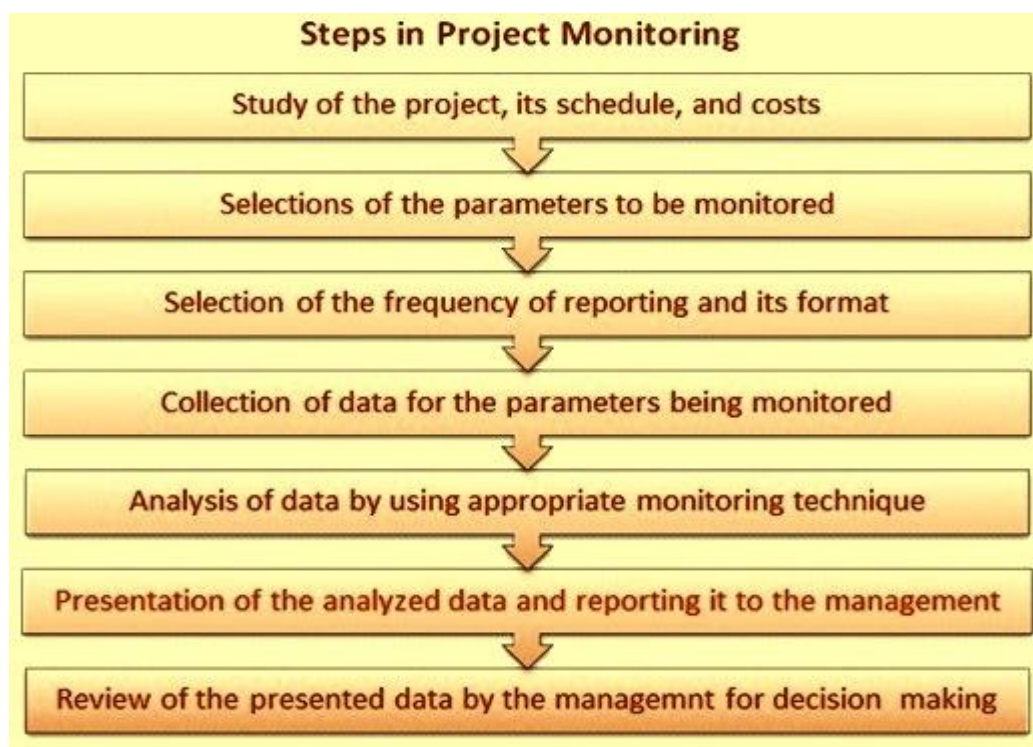 Steps in Project Monitoring
Study of the project, its schedule, and costs
Selections of the parameters to be monitored
Selection of the frequency of reporting and its format
Collection of data for the parameters being monitored
Analysis of data by using appropriate monitoring technique
Presentation of the analyzed data and reporting it to the management
Review of the presented data by the managemnt for decision making